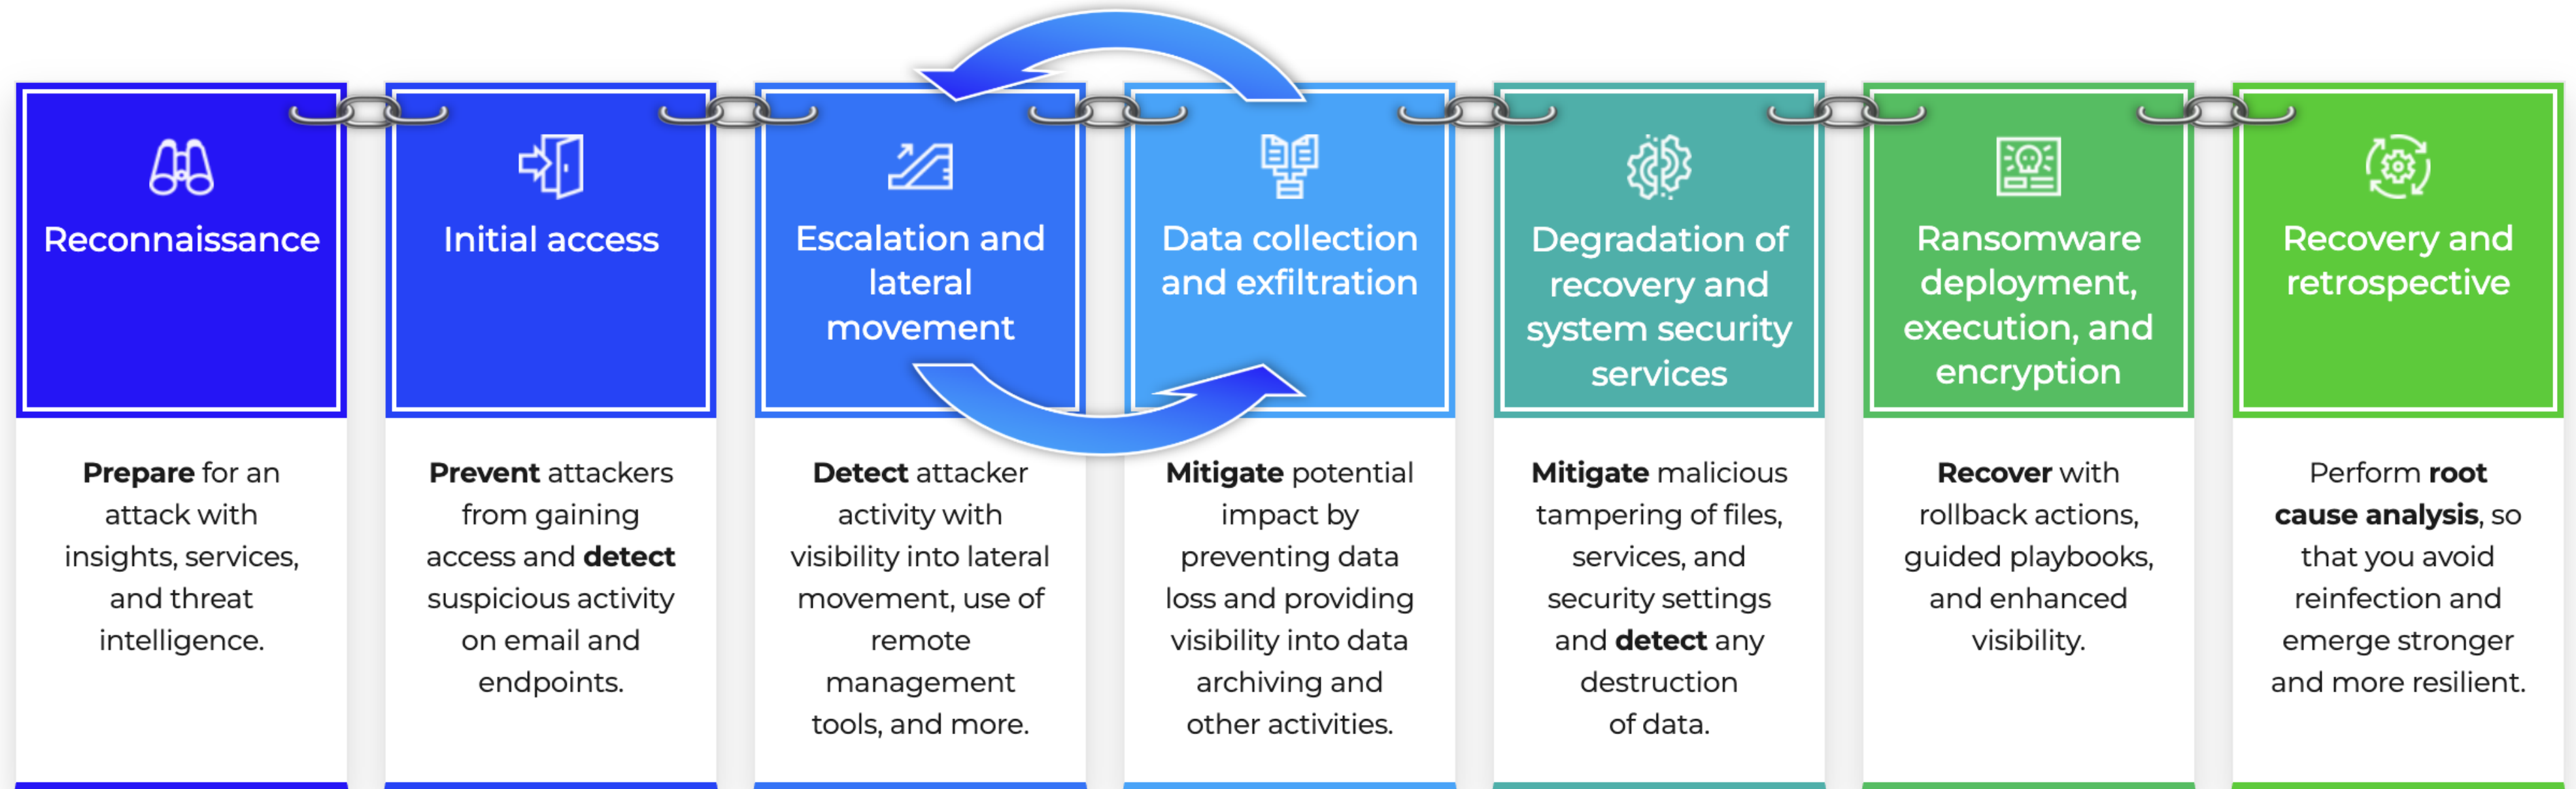 Reconnaissance
Prepare for an
attack with
insights, services,
and threat
intelligence.
Initial access
Prevent attackers
from gaining
access and detect
suspicious activity
on email and
endpoints.
Escalation and
lateral
movement
Detect attacker
activity with
visibility into lateral
movement, use of
remote
management
tools, and more.
Data collection
and exfiltration
Mitigate potential
impact by
preventing data
loss and providing
visibility into data
archiving and
other activities.
Degradation of
recovery and
system security
services
Mitigate malicious
tampering of files,
services, and
security settings
and detect any
destruction
of data.
Ransomware
deployment,
execution, and
encryption
Recover with
rollback actions,
guided playbooks,
and enhanced
visibility.
Recovery and
retrospective
Perform root
cause analysis, so
that you avoid
reinfection and
emerge stronger
and more resilient.